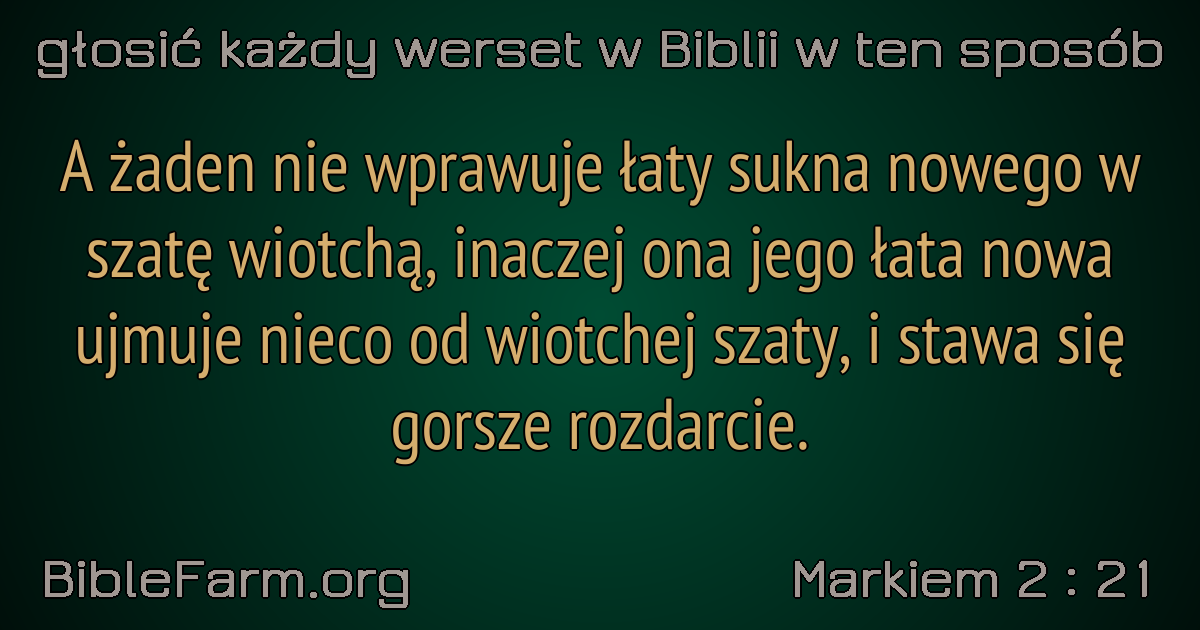 głosić każdy werset w Biblii w ten sposób
A żaden nie wprawuje łaty sukna nowego w
szatę wiotchą, inaczej ona jego łata nowa
ujmuje nieco od wiotchej szaty, i stawa się
gorsze rozdarcie.
BibleFarm.org
Markiem 2 : 21